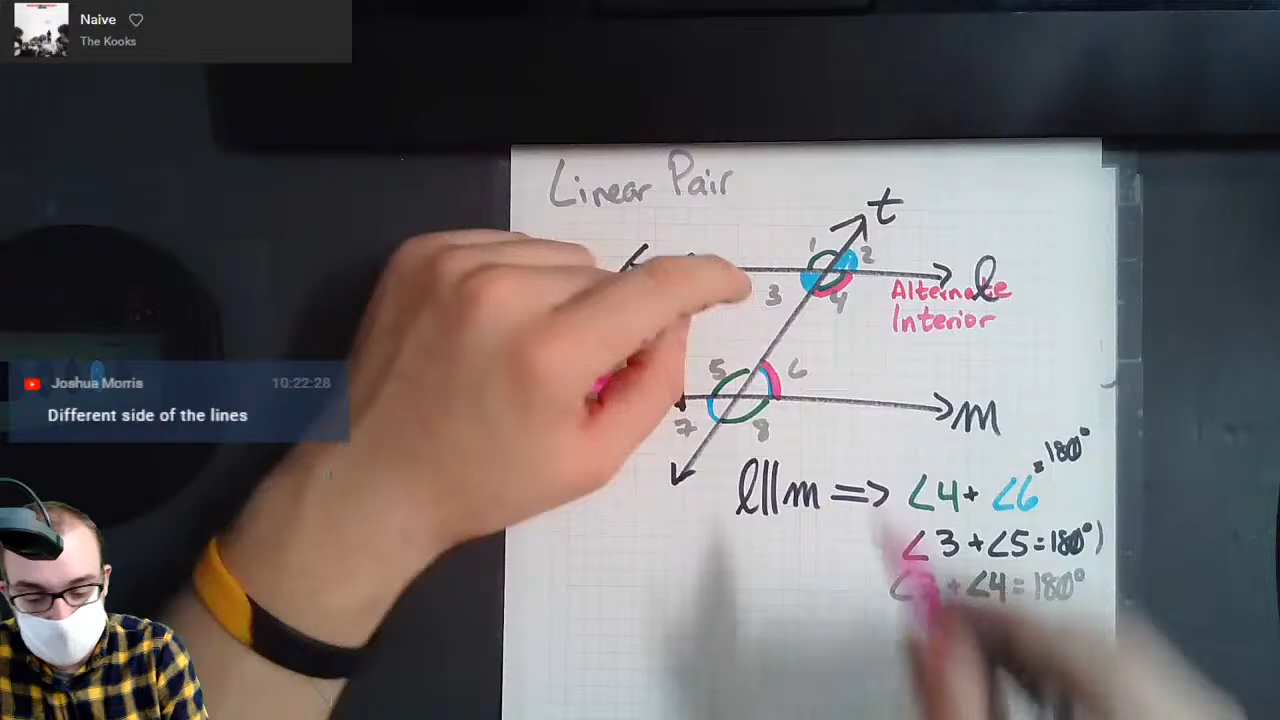 Naive
The Kooks
Linear Pair
t
1
2
3
4
l
Alternate
Interior
Joshua Morris 10:22:28
Different side of the lines
5
6
7
8
m
l||m => ∠4+ ∠6 = 180°
∠3+∠5=180°)
∠3+∠4=180°